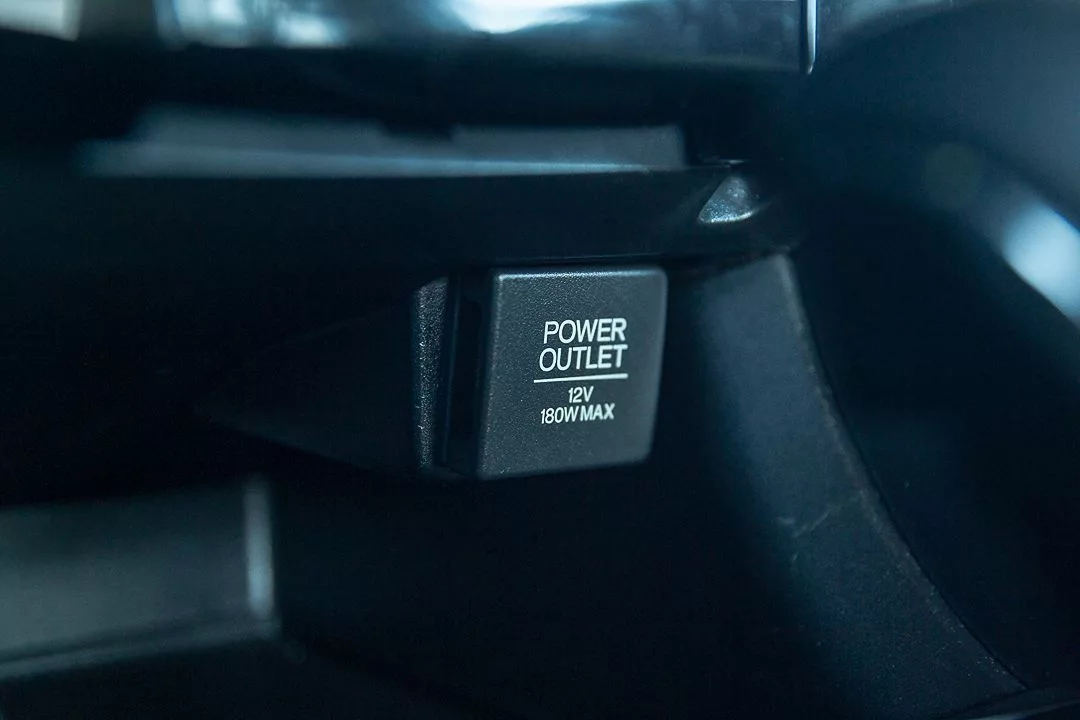 POWER
OUTLET
12V
180W MAX